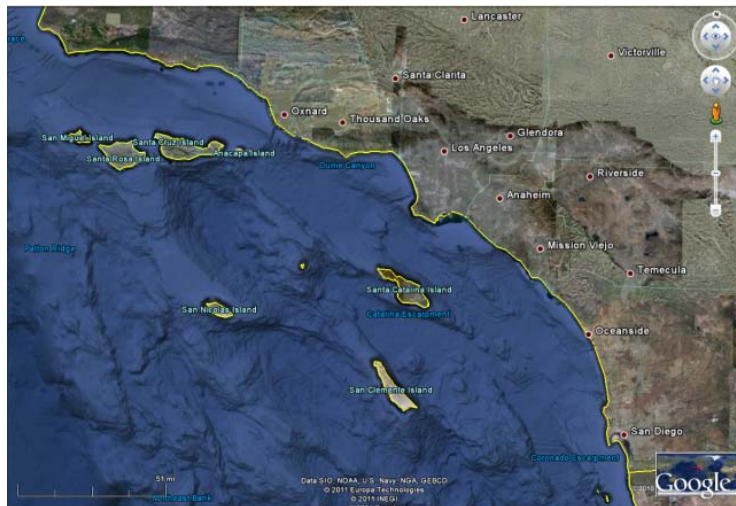 Lancaster
Victorville
Santa Clarita
Oxnard
Thousand Oaks
Glendora
San Miguel Island
Santa Cruz Island
Anacapa Island
Los Angeles
Santa Rosa Island
Dume Canyon
Riverside
Anaheim
Patton Ridge
Mission Viejo
Temecula
Santa Catalina Island
San Nicolas Island
Catalina Escarpment
Oceanside
San Clemente Island
San Diego
Coronado Escarpment
51 mi
Data SIO, NOAA, U.S. Navy, NGA, GEBCO
© 2011 Europa Technologies
© 2011 INEGI
Northeast Bank
Google